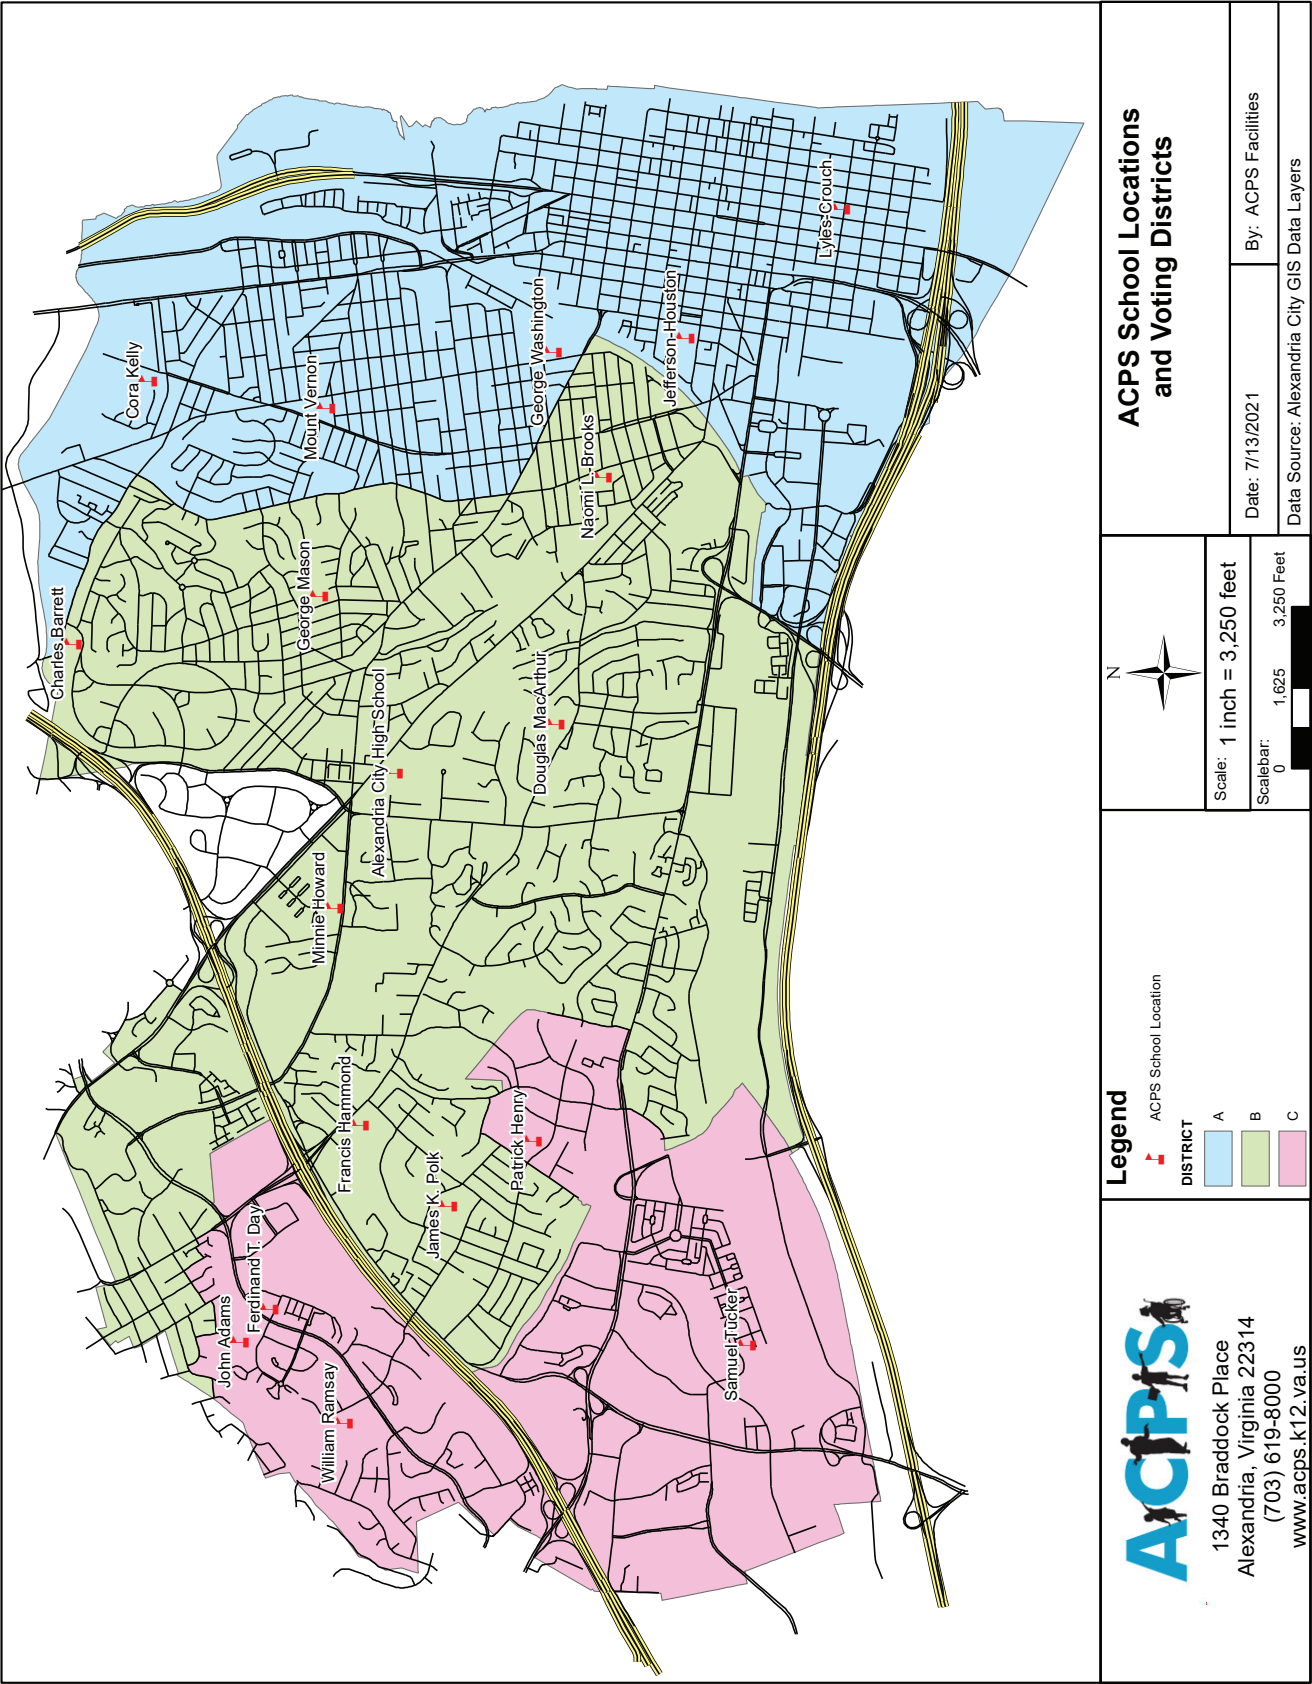 Cora Kelly
Charles Barrett
Mount Vernon
George Mason
Lyles-Crouch
George Washington
Jefferson-Houston
Naomi L. Brooks
Alexandria City High School
Douglas MacArthur
Minnie Howard
Francis Hammond
Patrick Henry
James K. Polk
Ferdinand T. Day
John Adams
William Ramsay
Samuel Tucker
ACPS
1340 Braddock Place
Alexandria, Virginia 22314
(703) 619-8000
www.acps.k12.va.us
Legend
ACPS School Location
DISTRICT
A
B
C
N
Scale: 1 inch = 3,250 feet
Scalebar:
0 1,625 3,250 Feet
ACPS School Locations
and Voting Districts
Date: 7/13/2021
By: ACPS Facilities
Data Source: Alexandria City GIS Data Layers